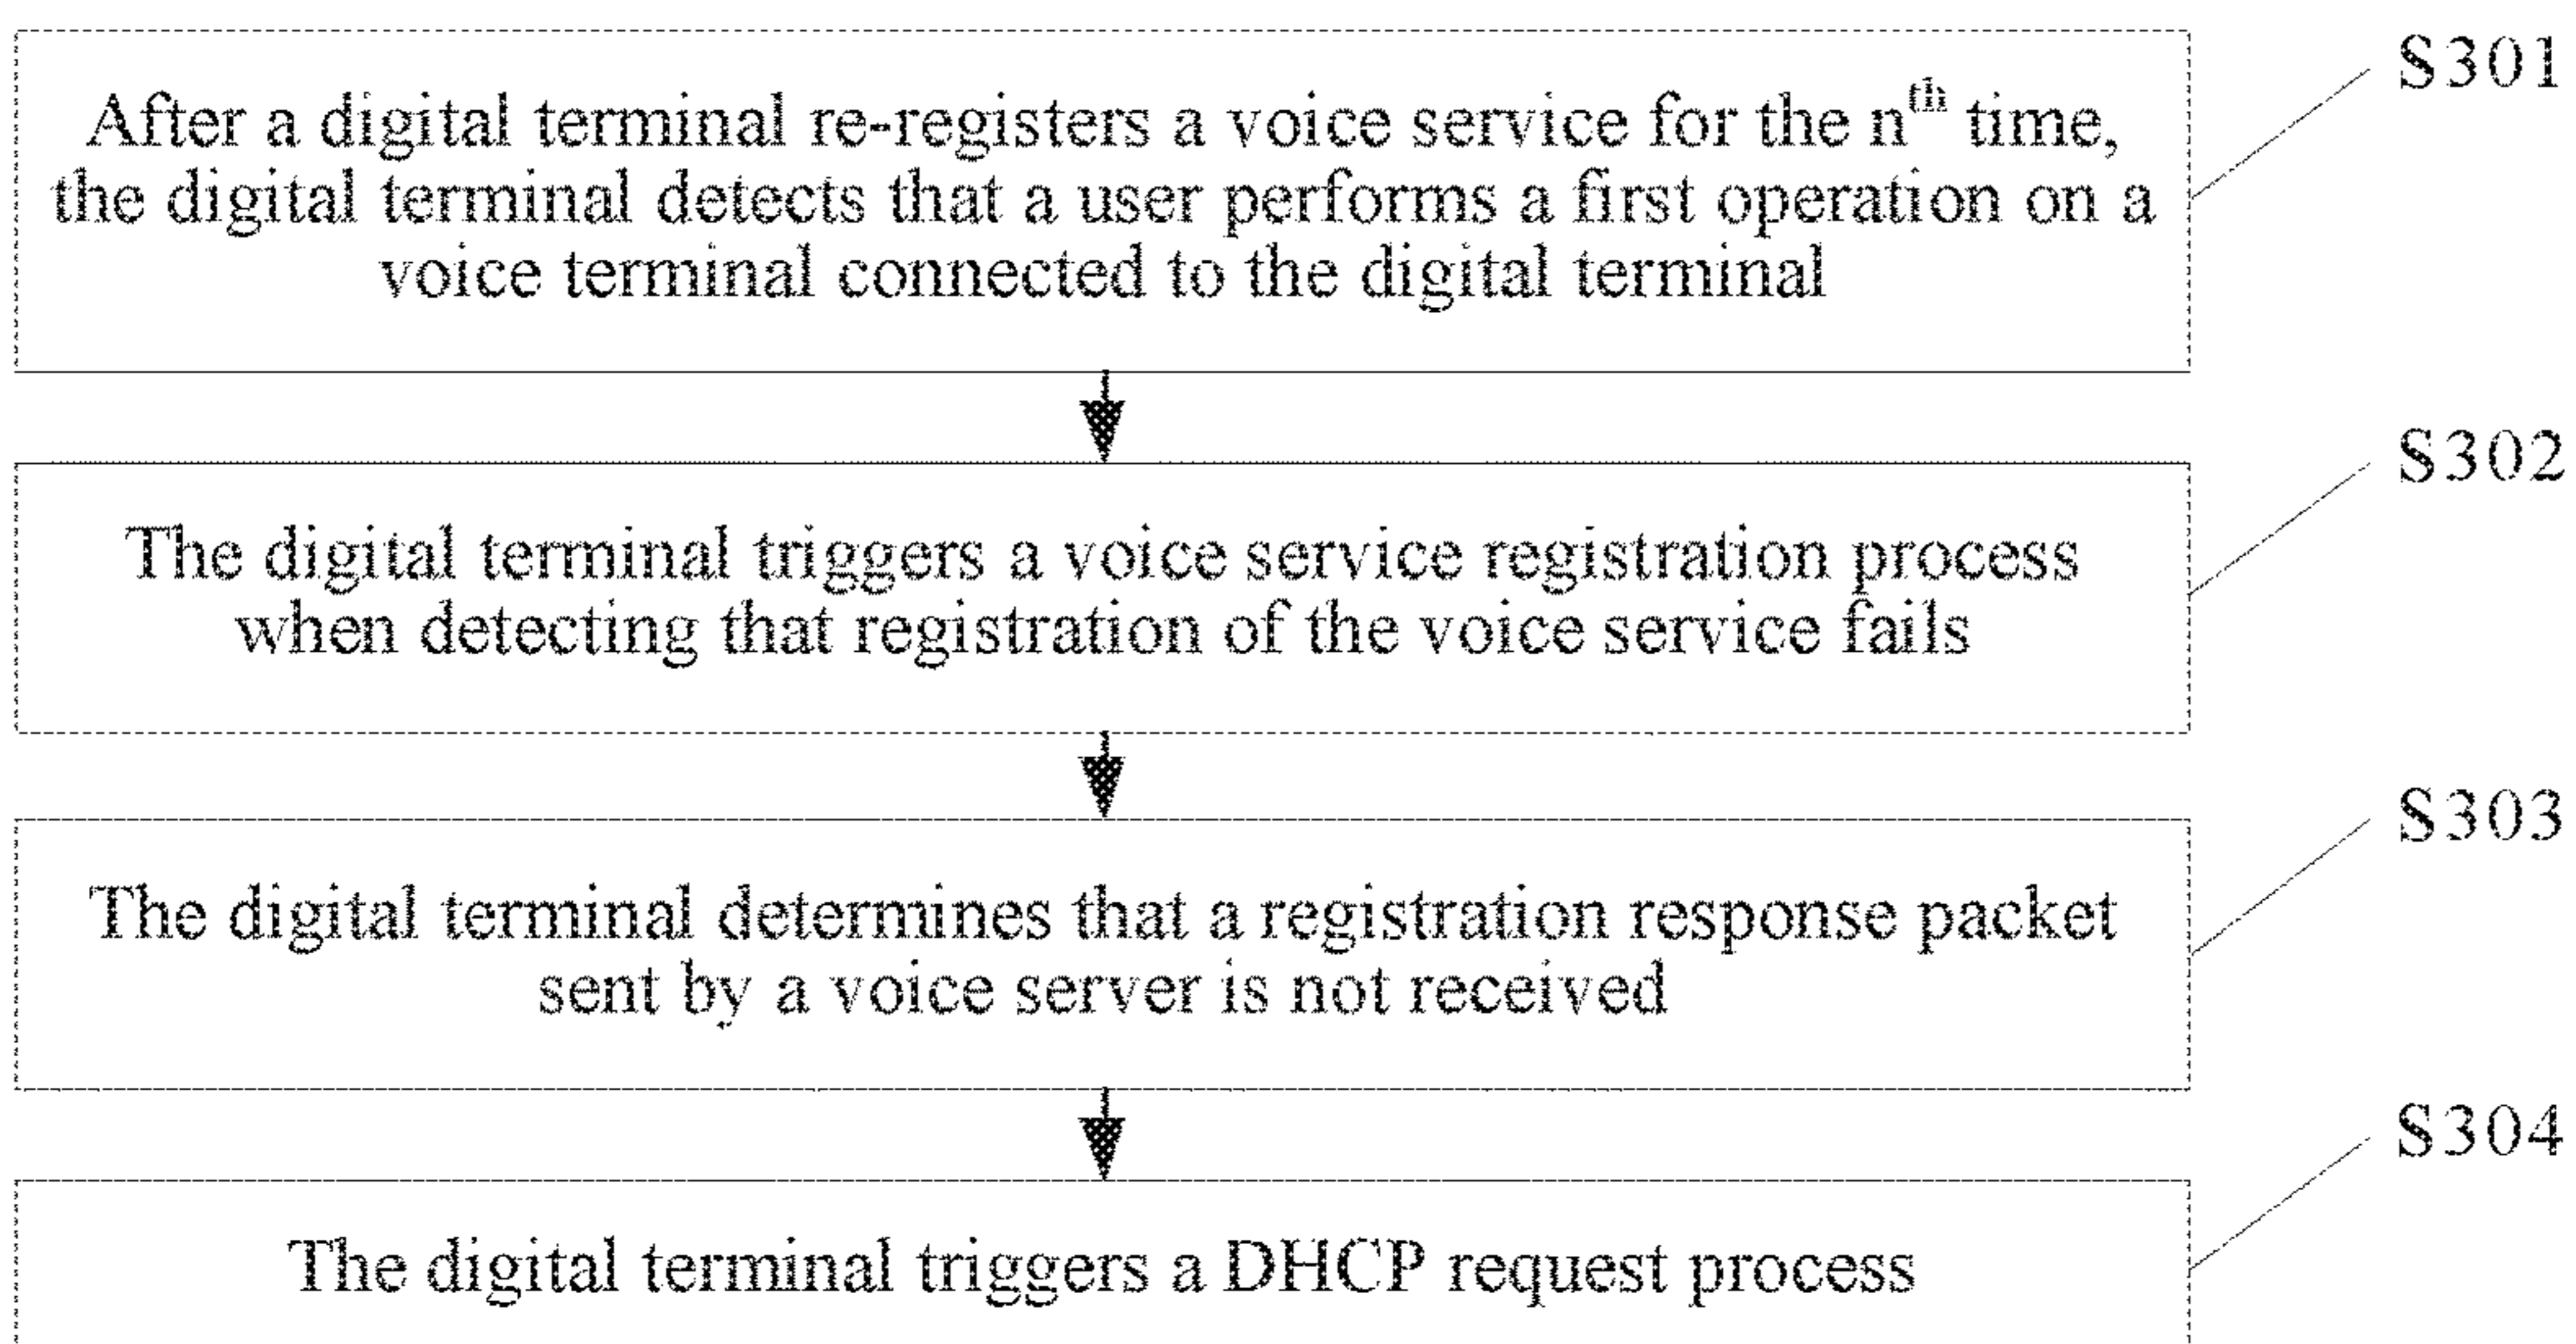 After a digital terminal re-registers a voice service for the nth time,
the digital terminal detects that a user performs a first operation on a
voice terminal connected to the digital terminal
S301
The digital terminal triggers a voice service registration process
when detecting that registration of the voice service fails
S302
The digital terminal determines that a registration response packet
sent by a voice server is not received
S303
The digital terminal triggers a DHCP request process
S304